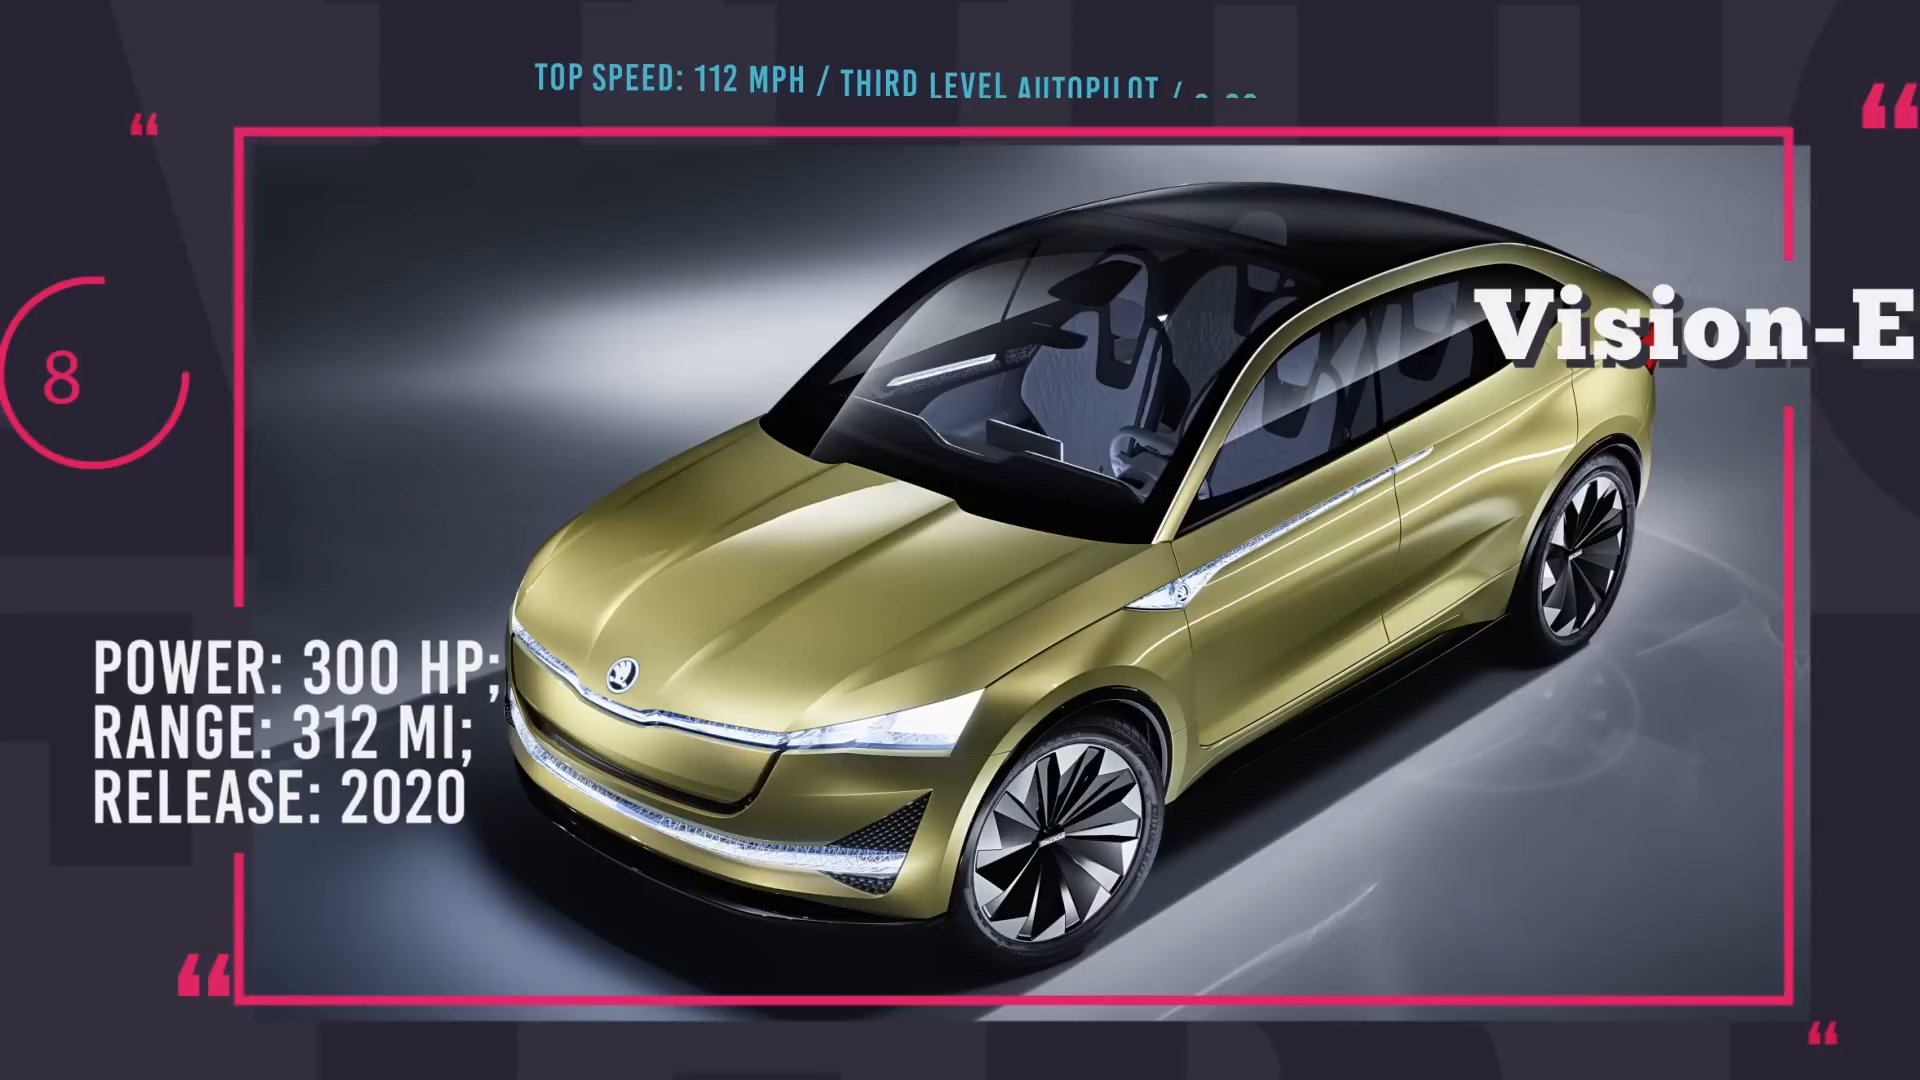 TOP SPEED: 112 MPH / THIRD LEVEL AUTOPILOT /
8
Vision-E
POWER: 300 HP;
RANGE: 312 MI;
RELEASE: 2020